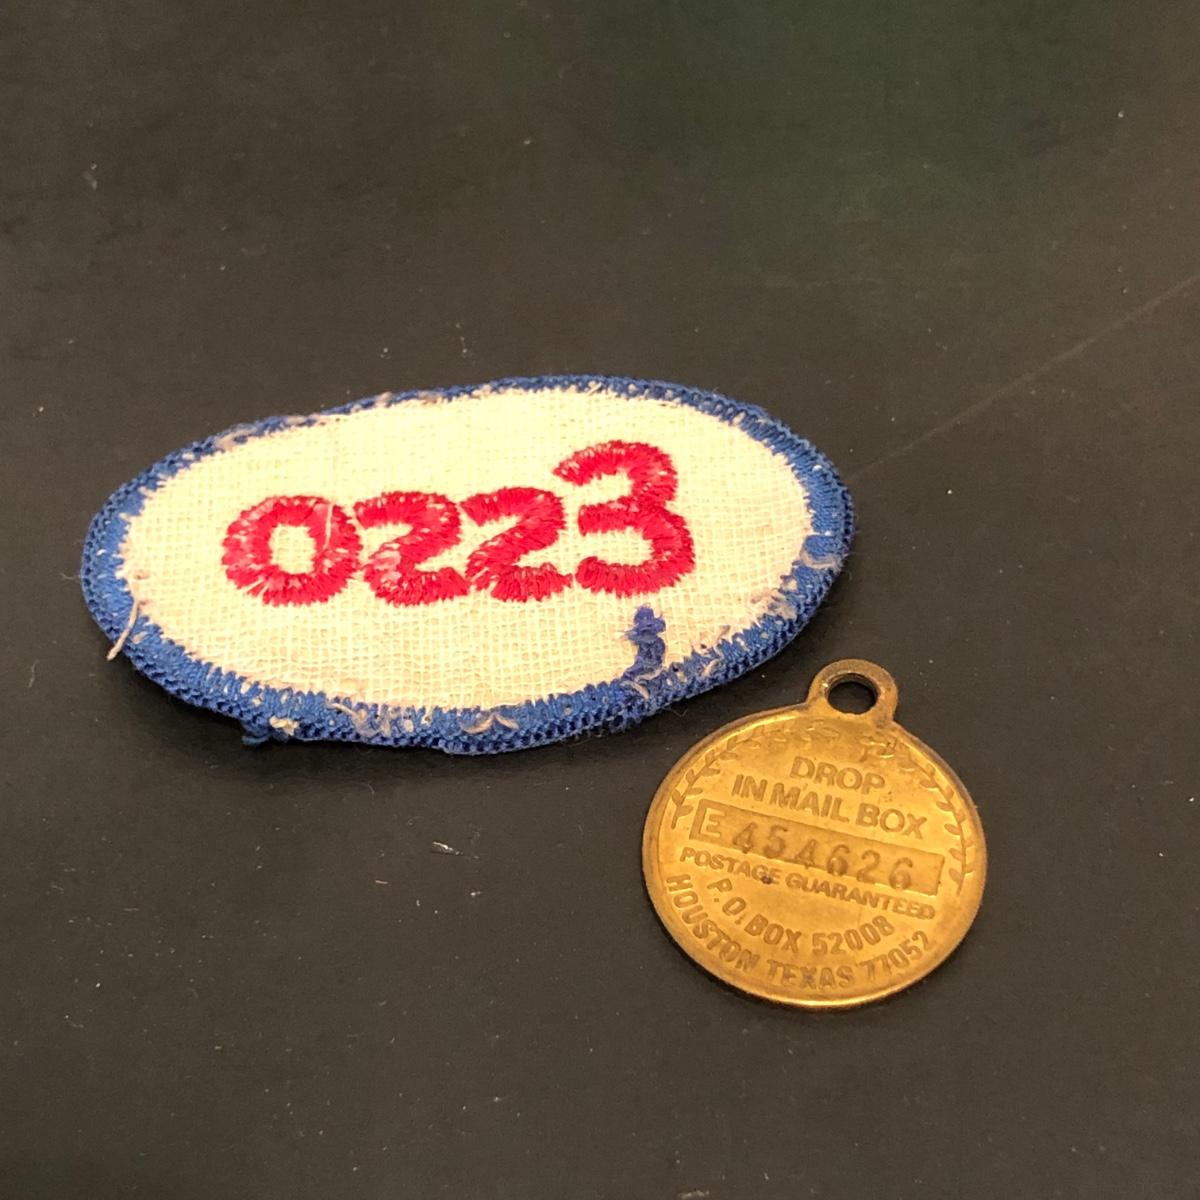 0223
DROP
IN MAIL BOX
E 454626
POSTAGE GUARANTEED
P.O. BOX 52008
HOUSTON TEXAS 77052